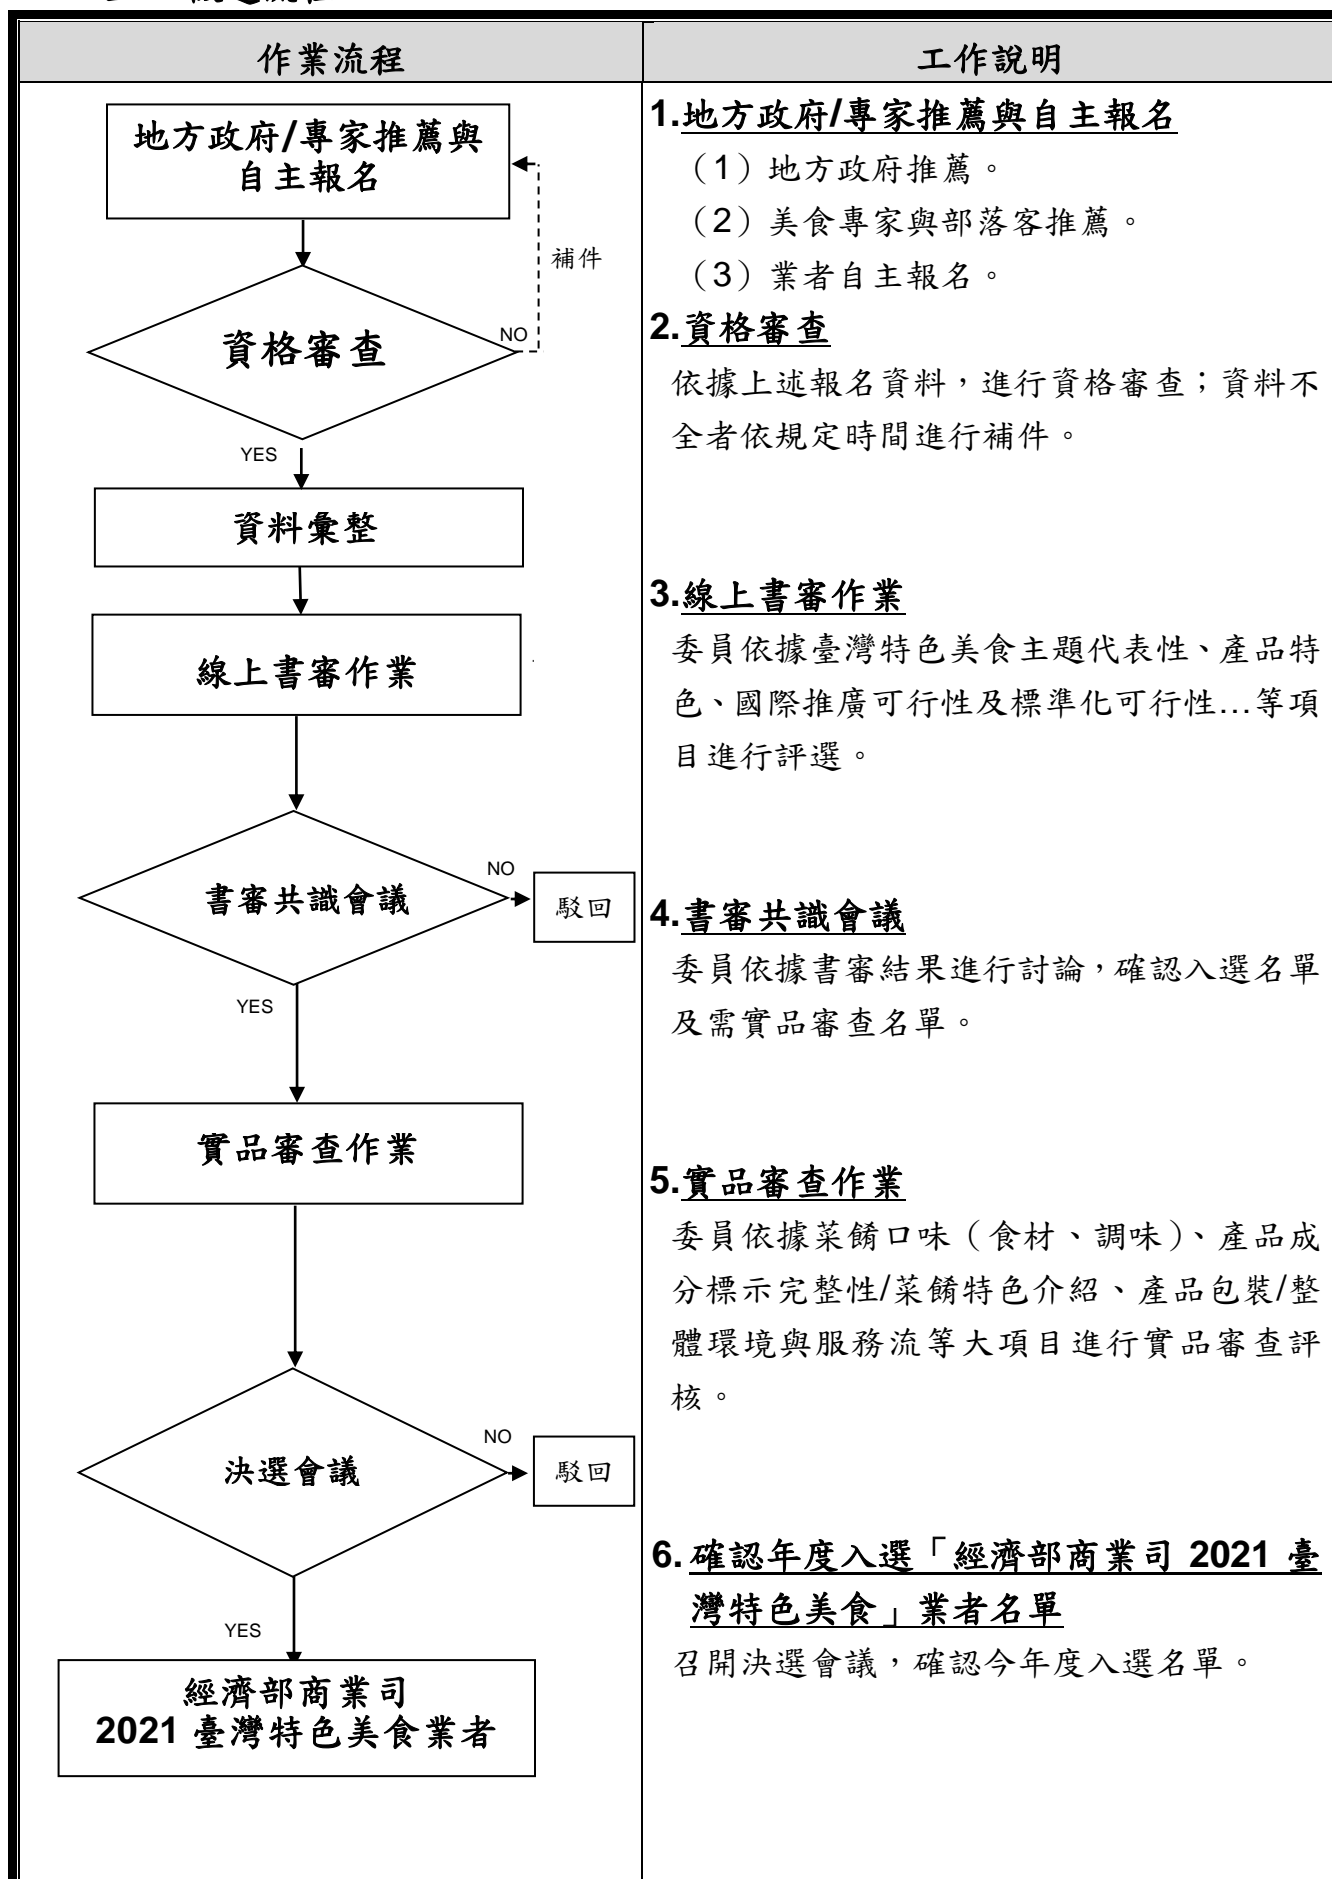 作業流程
工作說明
地方政府/專家推薦與
自主報名
補件
資格審查
NO
YES
資料彙整
線上書審作業
書審共識會議
NO
駁回
YES
實品審查作業
決選會議
NO
駁回
YES
經濟部商業司
2021 臺灣特色美食業者
1.地方政府/專家推薦與自主報名
（1）地方政府推薦。
（2）美食專家與部落客推薦。
（3）業者自主報名。
2.資格審查
依據上述報名資料，進行資格審查；資料不
全者依規定時間進行補件。
3.線上書審作業
委員依據臺灣特色美食主題代表性、產品特
色、國際推廣可行性及標準化可行性…等項
目進行評選。
4.書審共識會議
委員依據書審結果進行討論，確認入選名單
及需實品審查名單。
5.實品審查作業
委員依據菜餚口味（食材、調味）、產品成
分標示完整性/菜餚特色介紹、產品包裝/整
體環境與服務流等大項目進行實品審查評
核。
6.確認年度入選「經濟部商業司 2021 臺
灣特色美食」業者名單
召開決選會議，確認今年度入選名單。